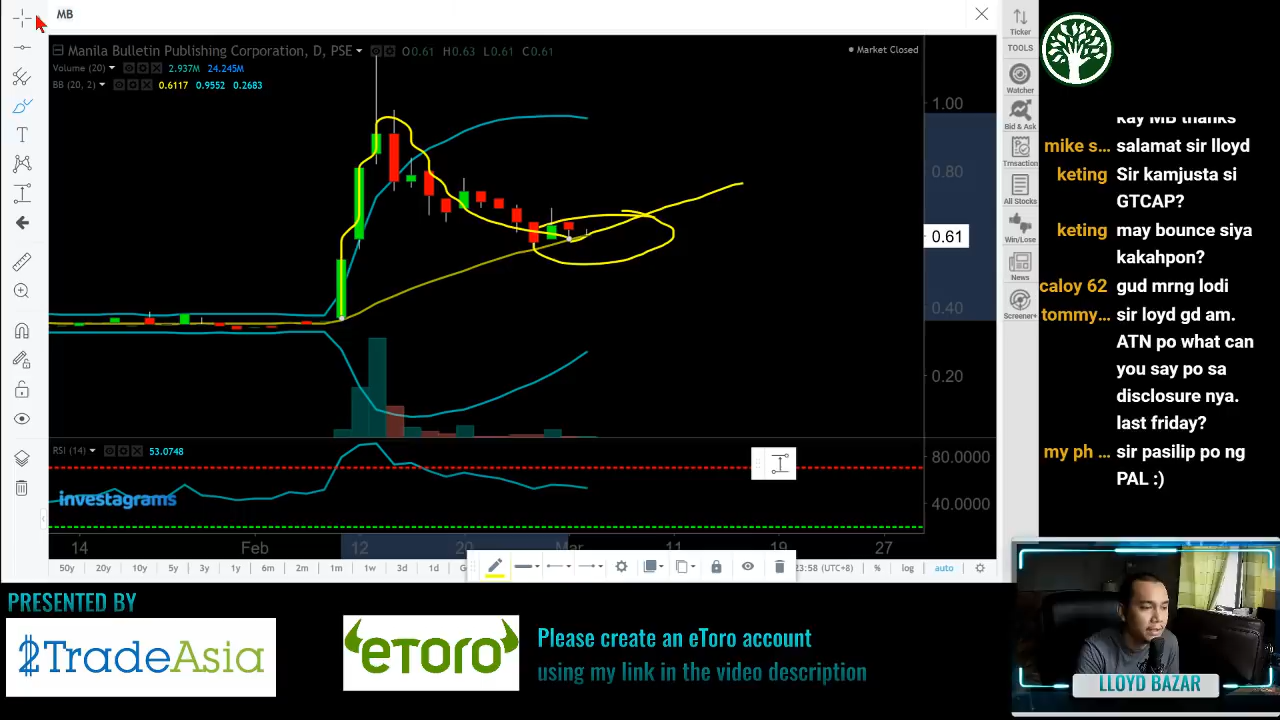 MB
Manila Bulletin Publishing Corporation, D, PSE
O0.61 H0.63 L0.61 C0.61
Market Closed
Volume (20) 2.937M 24.245M
BB (20, 2) 0.6117 0.9552 0.2683
1.00
0.80
0.61
0.40
0.20
RSI (14) 53.0748
80.0000
40.0000
investagrams
14 Feb 12 20 Mar 11 19 27
50y 20y 10y 5y 3y 1y 6m 2m 1m 1w 3d 1d
23:58 (UTC+8) % log auto
Ticker
TOOLS
Watcher
Bid & Ask
Trnsaction
All Stocks
Win/Lose
News
Screener+
kay MB thanks
mike s... salamat sir lloyd
keting Sir kamjusta si
GTCAP?
keting may bounce siya
kakahpon?
caloy 62 gud mrng lodi
tommy... sir loyd gd am.
ATN po what can
you say po sa
disclosure nya.
last friday?
my ph ... sir pasilip po ng
PAL :)
PRESENTED BY
2TradeAsia
eToro
Please create an eToro account
using my link in the video description
LLOYD BAZAR